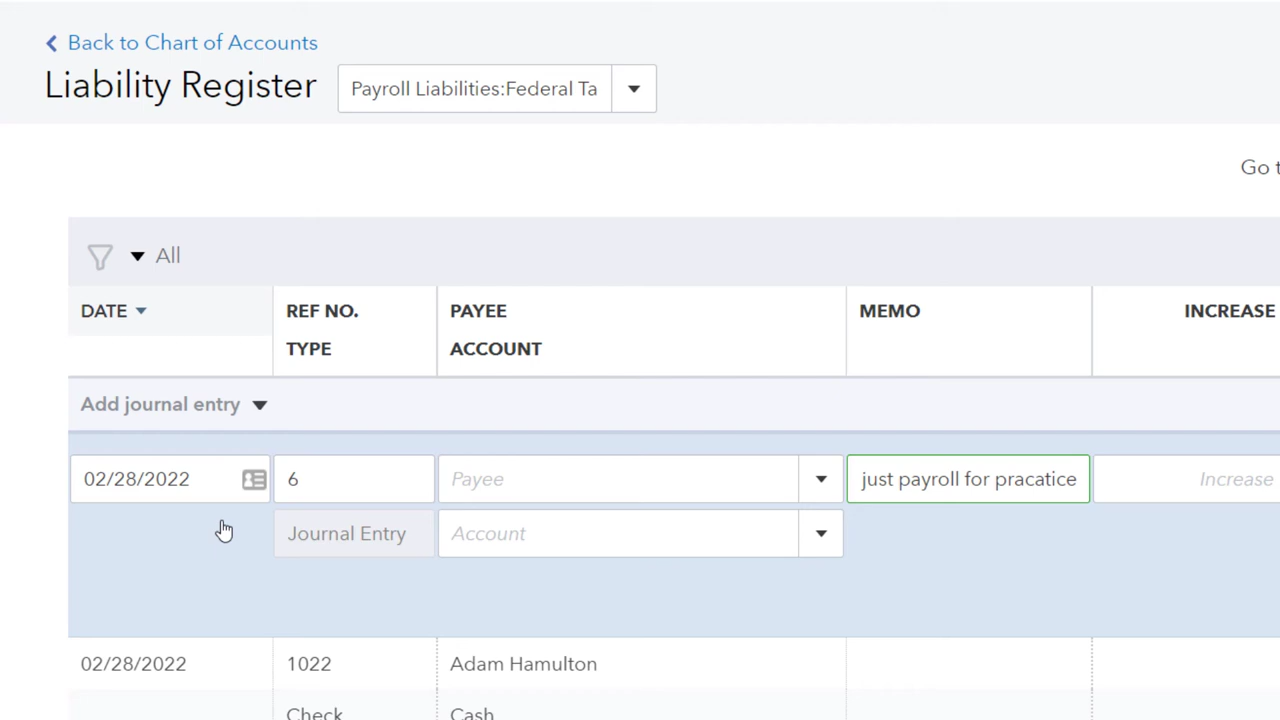 Back to Chart of Accounts
Liability Register
Payroll Liabilities:Federal Ta
Go t
All
DATE
REF NO.
PAYEE
MEMO
INCREASE
TYPE
ACCOUNT
Add journal entry
02/28/2022
6
Payee
just payroll for pracatice
Increase
Journal Entry
Account
02/28/2022
1022
Adam Hamulton
Check
Cash